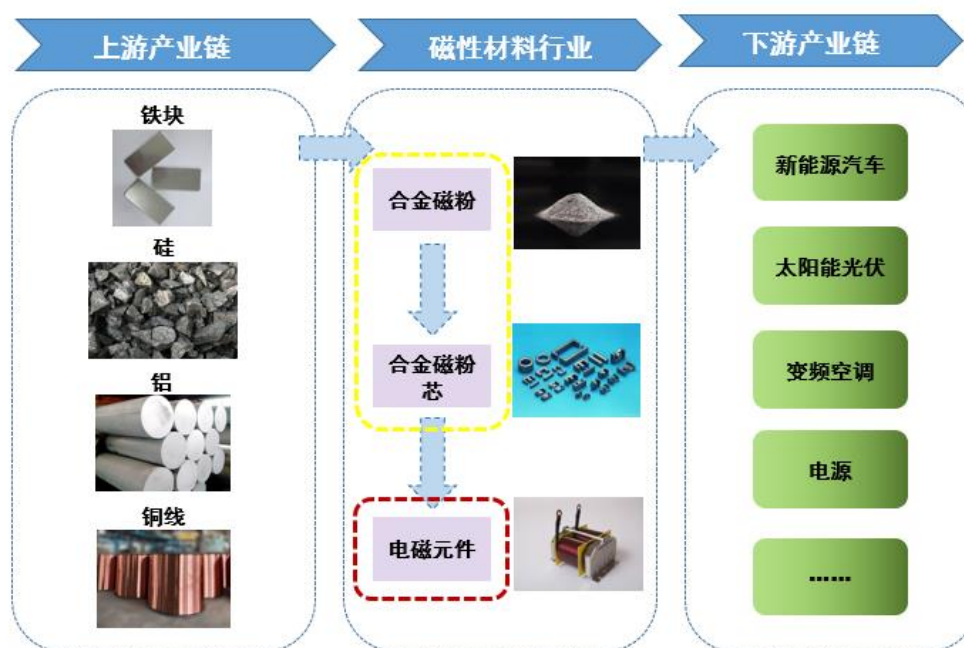 上游产业链
磁性材料行业
下游产业链
铁块
硅
铝
铜线
合金磁粉
合金磁粉
芯
电磁元件
新能源汽车
太阳能光伏
变频空调
电源
……